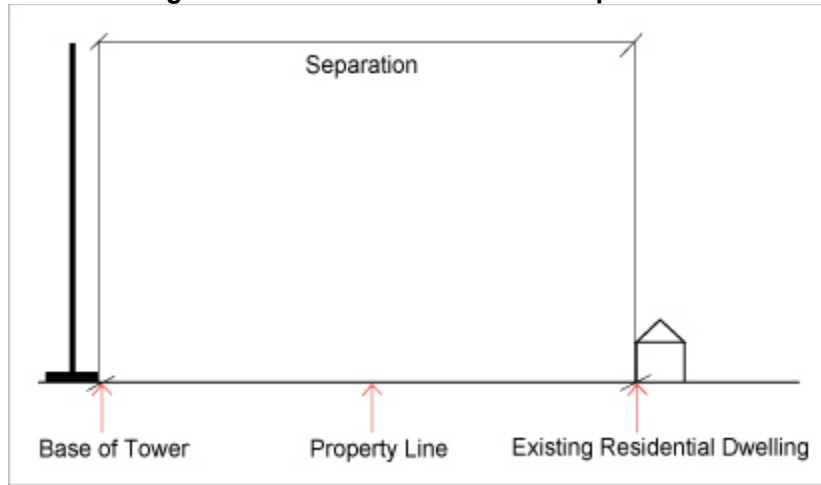 Separation
Base of Tower
Property Line
Existing Residential Dwelling